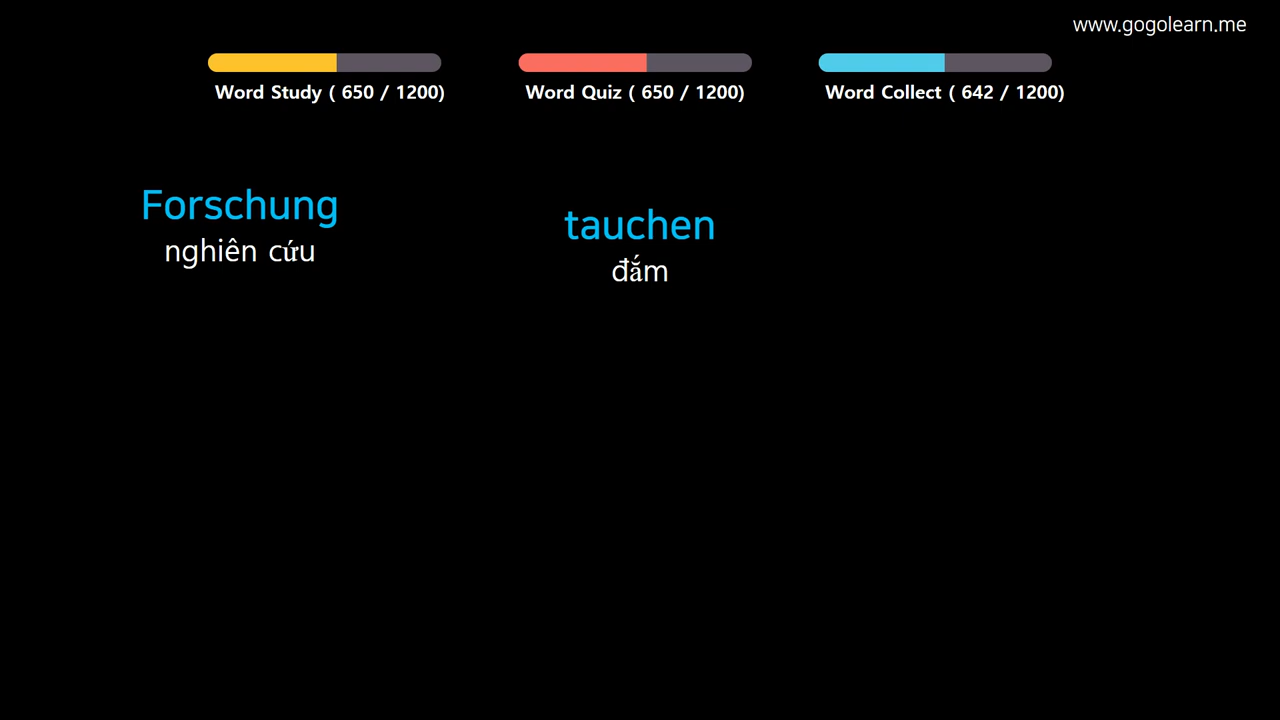 www.gogolearn.me
Word Study ( 650 / 1200)
Word Quiz ( 650 / 1200)
Word Collect ( 642 / 1200)
Forschung
nghiên cứu
tauchen
đắm